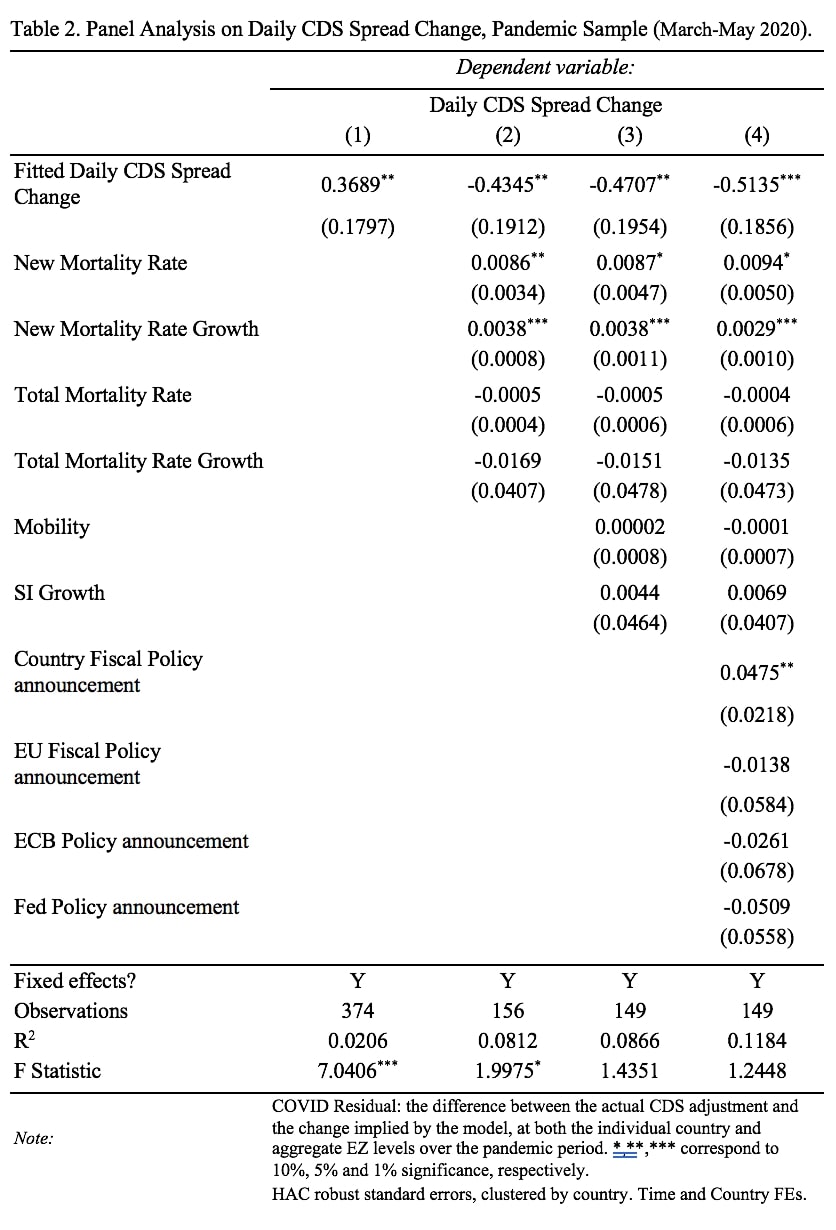 Table 2. Panel Analysis on Daily CDS Spread Change, Pandemic Sample (March-May 2020).
Dependent variable:
Daily CDS Spread Change
(1) (2) (3) (4)
Fitted Daily CDS Spread
Change
0.3689** -0.4345** -0.4707** -0.5135***
(0.1797) (0.1912) (0.1954) (0.1856)
New Mortality Rate 0.0086** 0.0087* 0.0094*
(0.0034) (0.0047) (0.0050)
New Mortality Rate Growth 0.0038*** 0.0038*** 0.0029***
(0.0008) (0.0011) (0.0010)
Total Mortality Rate -0.0005 -0.0005 -0.0004
(0.0004) (0.0006) (0.0006)
Total Mortality Rate Growth -0.0169 -0.0151 -0.0135
(0.0407) (0.0478) (0.0473)
Mobility 0.00002 -0.0001
(0.0008) (0.0007)
SI Growth 0.0044 0.0069
(0.0464) (0.0407)
Country Fiscal Policy
announcement
0.0475**
(0.0218)
EU Fiscal Policy
announcement
-0.0138
(0.0584)
ECB Policy announcement -0.0261
(0.0678)
Fed Policy announcement -0.0509
(0.0558)
Fixed effects? Y Y Y Y
Observations 374 156 149 149
R² 0.0206 0.0812 0.0866 0.1184
F Statistic 7.0406*** 1.9975* 1.4351 1.2448
Note:
COVID Residual: the difference between the actual CDS adjustment and
the change implied by the model, at both the individual country and
aggregate EZ levels over the pandemic period. *,**,*** correspond to
10%, 5% and 1% significance, respectively.
HAC robust standard errors, clustered by country. Time and Country FEs.